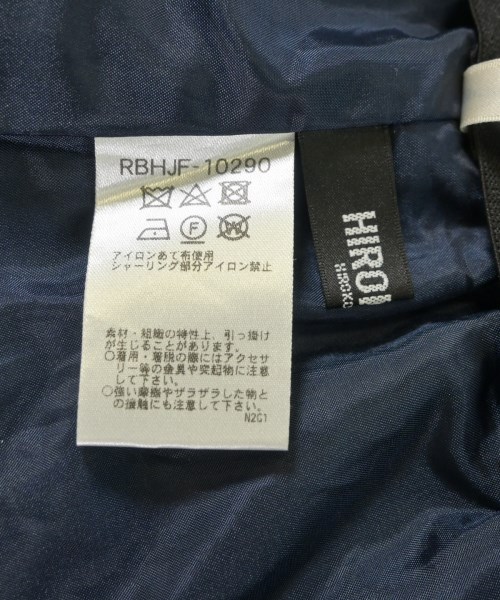 RBHJF-10290
アイロンあて布使用
シャーリング部分アイロン禁止
素材・組織の特性上、引っ掛け
が生じることがあります。
○着用・着脱の際にはアクセサ
リー等の金具や突起物に注意
して下さい。
○強い摩擦やザラザラした物と
の接触にも注意して下さい。
N2G1
HIROK
HIROKO